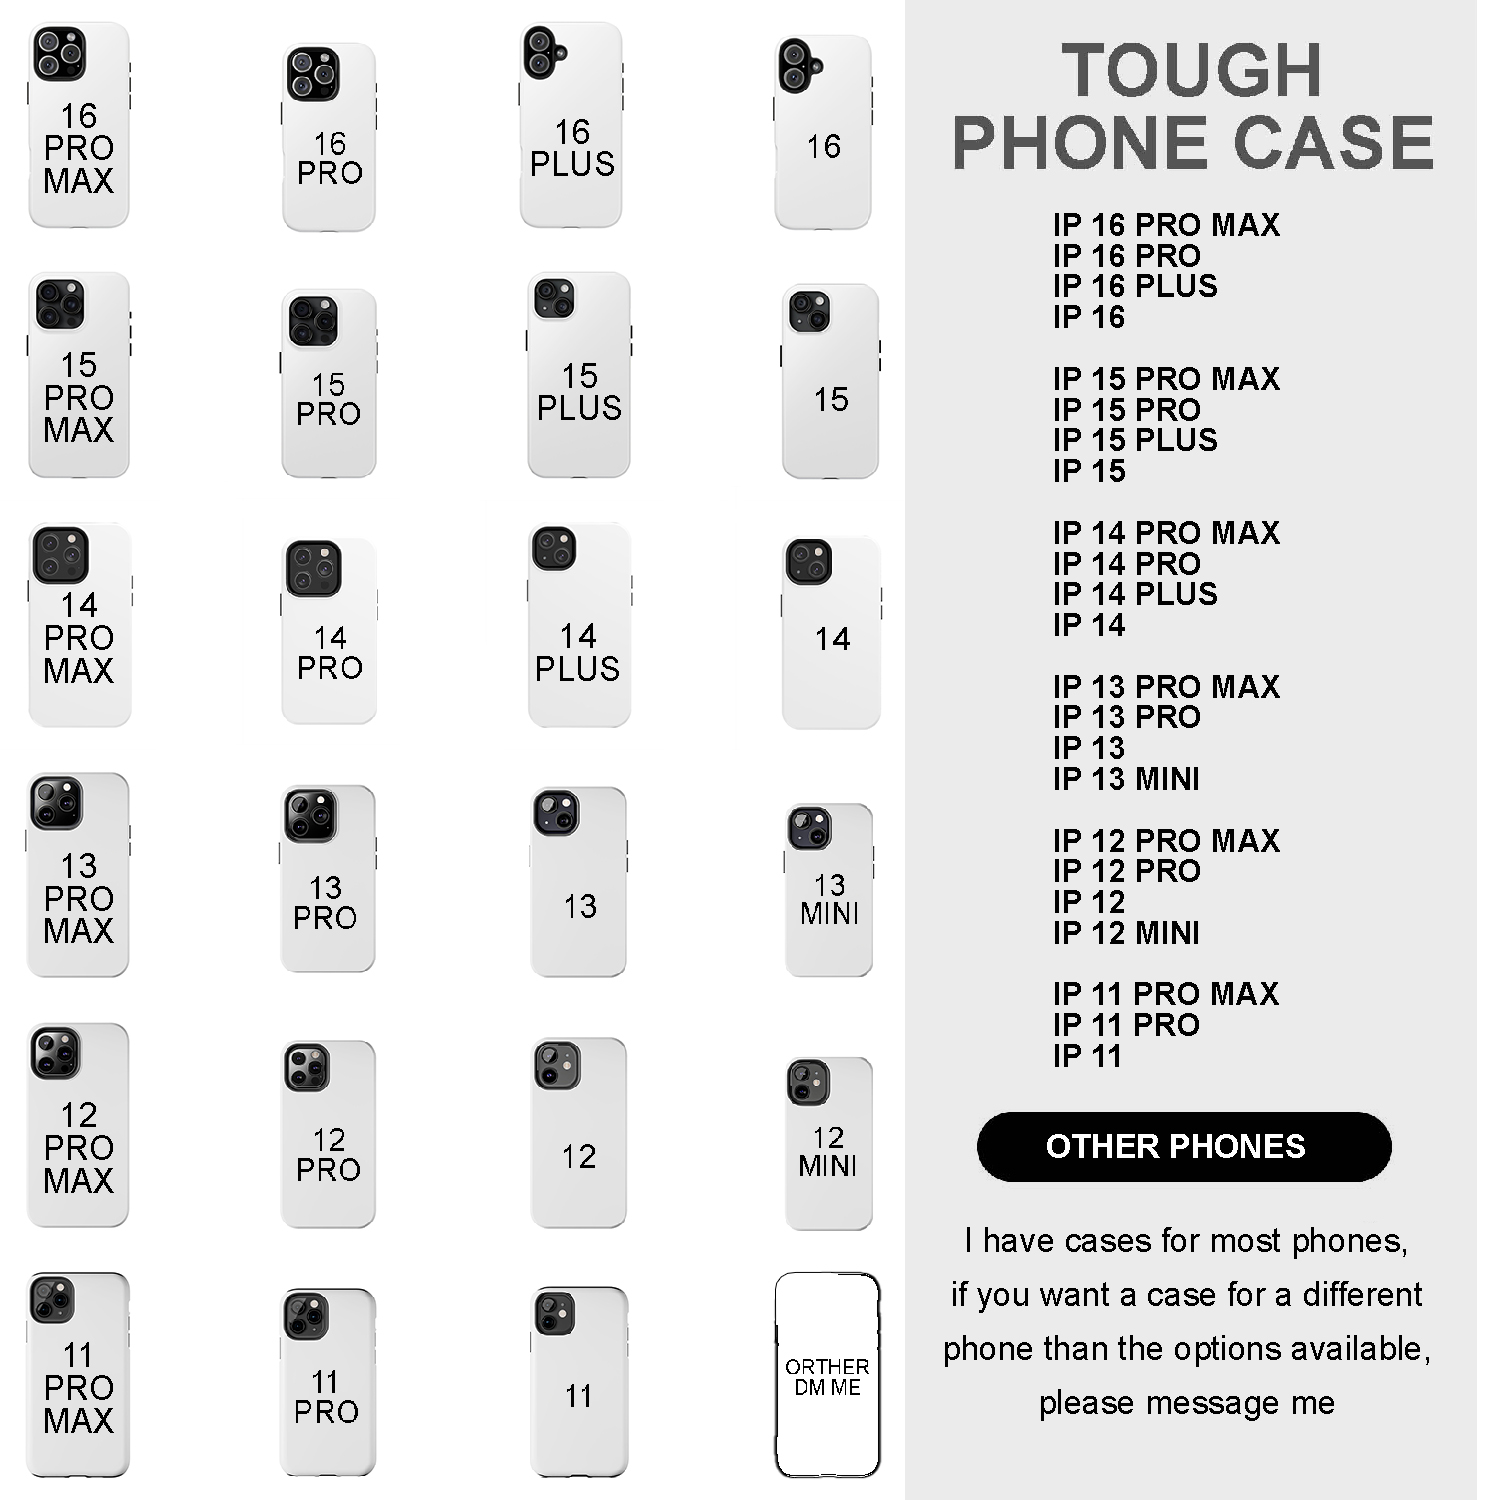 16
PRO
MAX
16
PRO
16
PLUS
16
15
PRO
MAX
15
PRO
15
PLUS
15
14
PRO
MAX
14
PRO
14
PLUS
14
13
PRO
MAX
13
PRO
13
13
MINI
12
PRO
MAX
12
PRO
12
12
MINI
11
PRO
MAX
11
PRO
11
ORTHER
DM ME
TOUGH
PHONE CASE
IP 16 PRO MAX
IP 16 PRO
IP 16 PLUS
IP 16
IP 15 PRO MAX
IP 15 PRO
IP 15 PLUS
IP 15
IP 14 PRO MAX
IP 14 PRO
IP 14 PLUS
IP 14
IP 13 PRO MAX
IP 13 PRO
IP 13
IP 13 MINI
IP 12 PRO MAX
IP 12 PRO
IP 12
IP 12 MINI
IP 11 PRO MAX
IP 11 PRO
IP 11
OTHER PHONES
I have cases for most phones,
if you want a case for a different
phone than the options available,
please message me